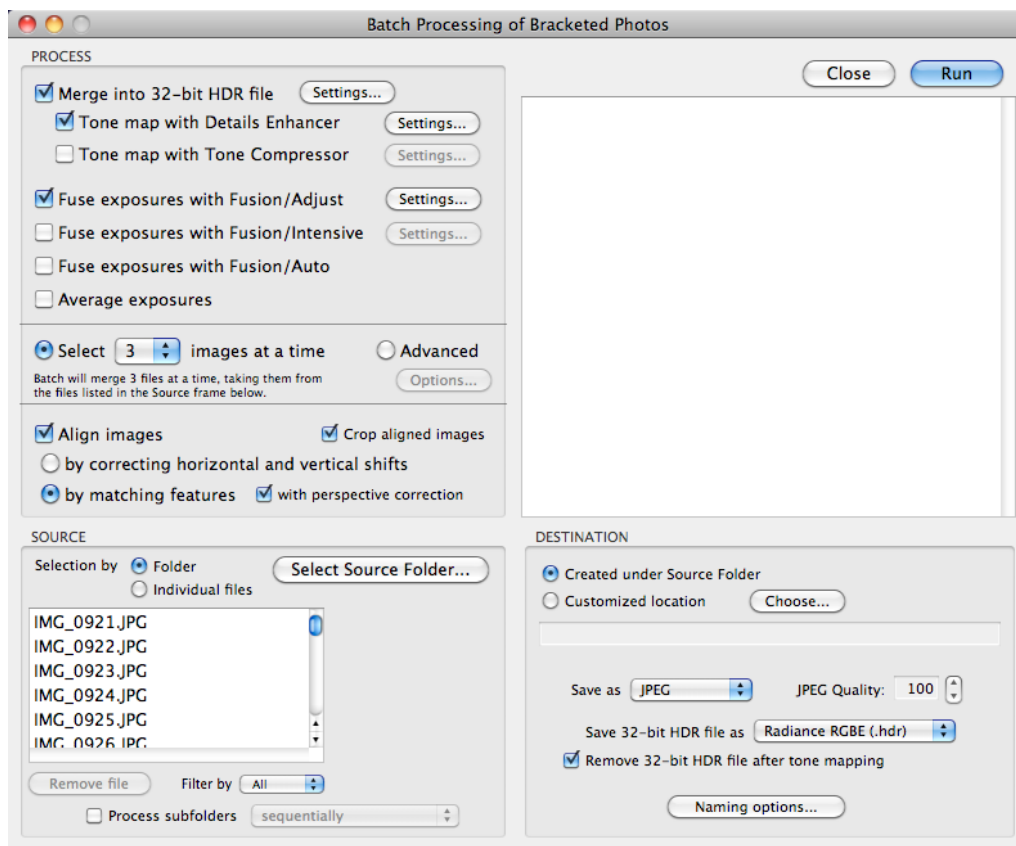 Batch Processing of Bracketed Photos
PROCESS
Close
Run
Merge into 32-bit HDR file
Settings...
Tone map with Details Enhancer
Settings...
Tone map with Tone Compressor
Settings...
Fuse exposures with Fusion/Adjust
Settings...
Fuse exposures with Fusion/Intensive
Settings...
Fuse exposures with Fusion/Auto
Average exposures
Select 3 images at a time
Advanced
Batch will merge 3 files at a time, taking them from
the files listed in the Source frame below.
Options...
Align images
Crop aligned images
by correcting horizontal and vertical shifts
by matching features
with perspective correction
SOURCE
Selection by
Folder
Individual files
Select Source Folder...
IMG_0921.JPG
IMG_0922.JPG
IMG_0923.JPG
IMG_0924.JPG
IMG_0925.JPG
IMG_0926.JPG
Remove file
Filter by All
Process subfolders
sequentially
DESTINATION
Created under Source Folder
Customized location
Choose...
Save as JPEG
JPEG Quality: 100
Save 32-bit HDR file as Radiance RGBE (.hdr)
Remove 32-bit HDR file after tone mapping
Naming options...